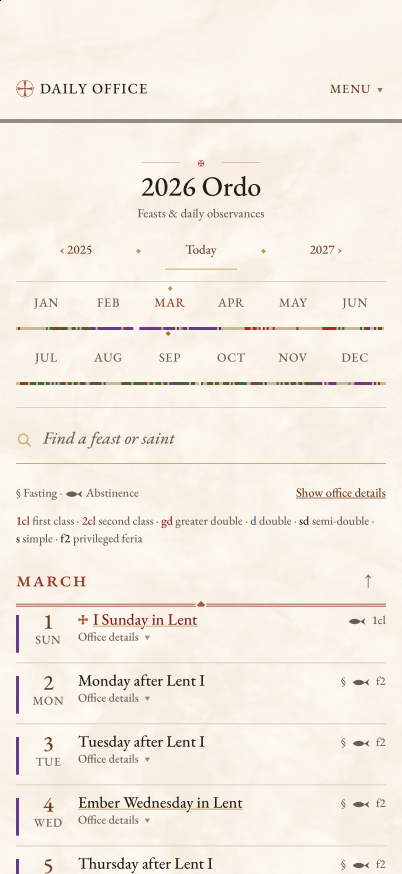 DAILY OFFICE MENU ▼
2026 Ordo
Feasts & daily observances
‹ 2025 Today 2027 ›
JAN FEB MAR APR MAY JUN
JUL AUG SEP OCT NOV DEC
Find a feast or saint
§ Fasting · Abstinence Show office details
1cl first class · 2cl second class · gd greater double · d double · sd semi-double ·
s simple · f2 privileged feria
MARCH ↑
1 SUN ✠ I Sunday in Lent 1cl
Office details ▼
2 MON Monday after Lent I § f2
Office details ▼
3 TUE Tuesday after Lent I § f2
Office details ▼
4 WED Ember Wednesday in Lent § f2
Office details ▼
5 Thursday after Lent I § f2